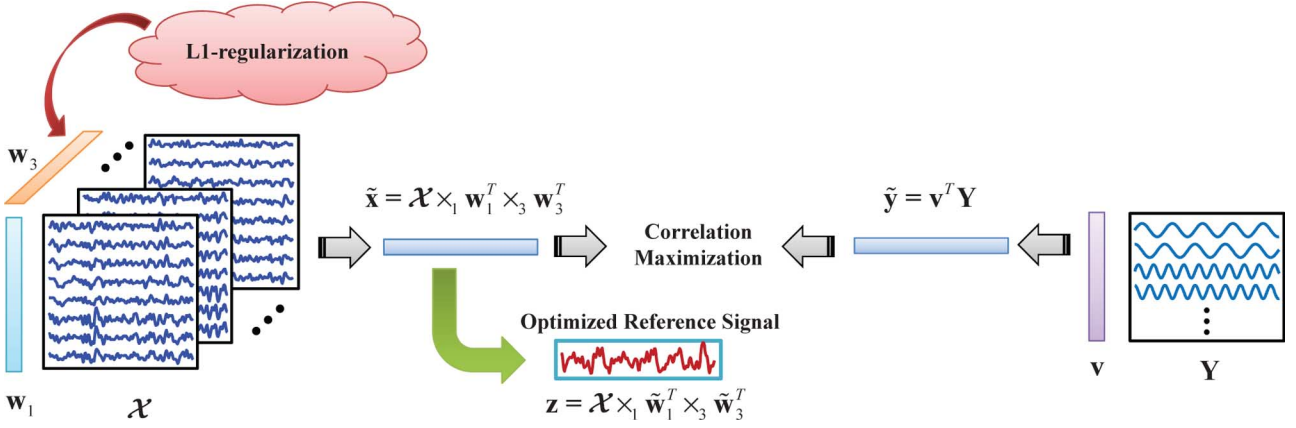 L1-regularization
w₃
x̃ = 𝒳 ×₁ w₁ᵀ ×₃ w₃ᵀ
ỹ = vᵀY
Correlation
Maximization
Optimized Reference Signal
z = 𝒳 ×₁ w̃₁ᵀ ×₃ w̃₃ᵀ
w₁
𝒳
v
Y